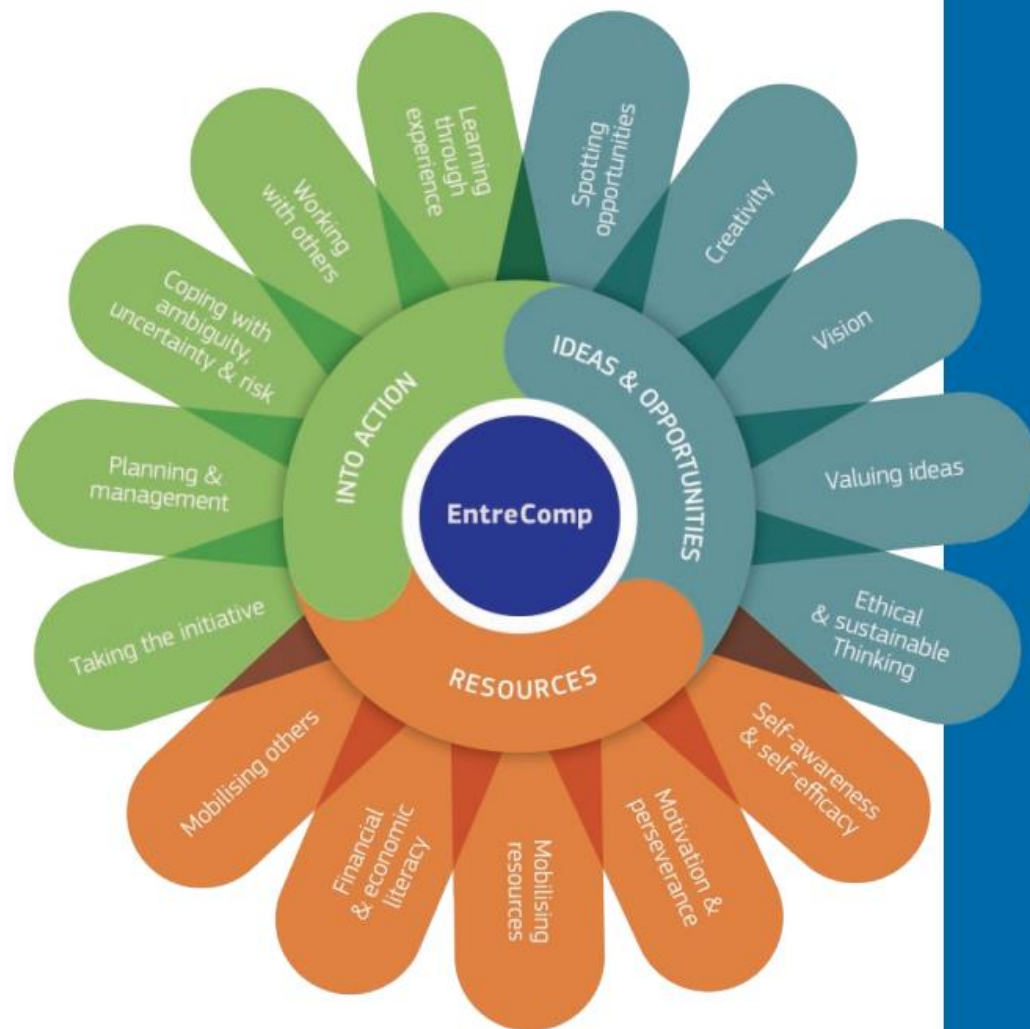 EntreComp
IDEAS & OPPORTUNITIES
Spotting
opportunities
Creativity
Vision
Valuing ideas
Ethical
& sustainable
Thinking
RESOURCES
Self-awareness
& self-efficacy
Motivation &
perseverance
Mobilising
resources
Financial
& economic
literacy
Mobilising others
INTO ACTION
Taking the initiative
Planning &
management
Coping with
ambiguity,
uncertainty & risk
Working
with others
Learning
through
experience